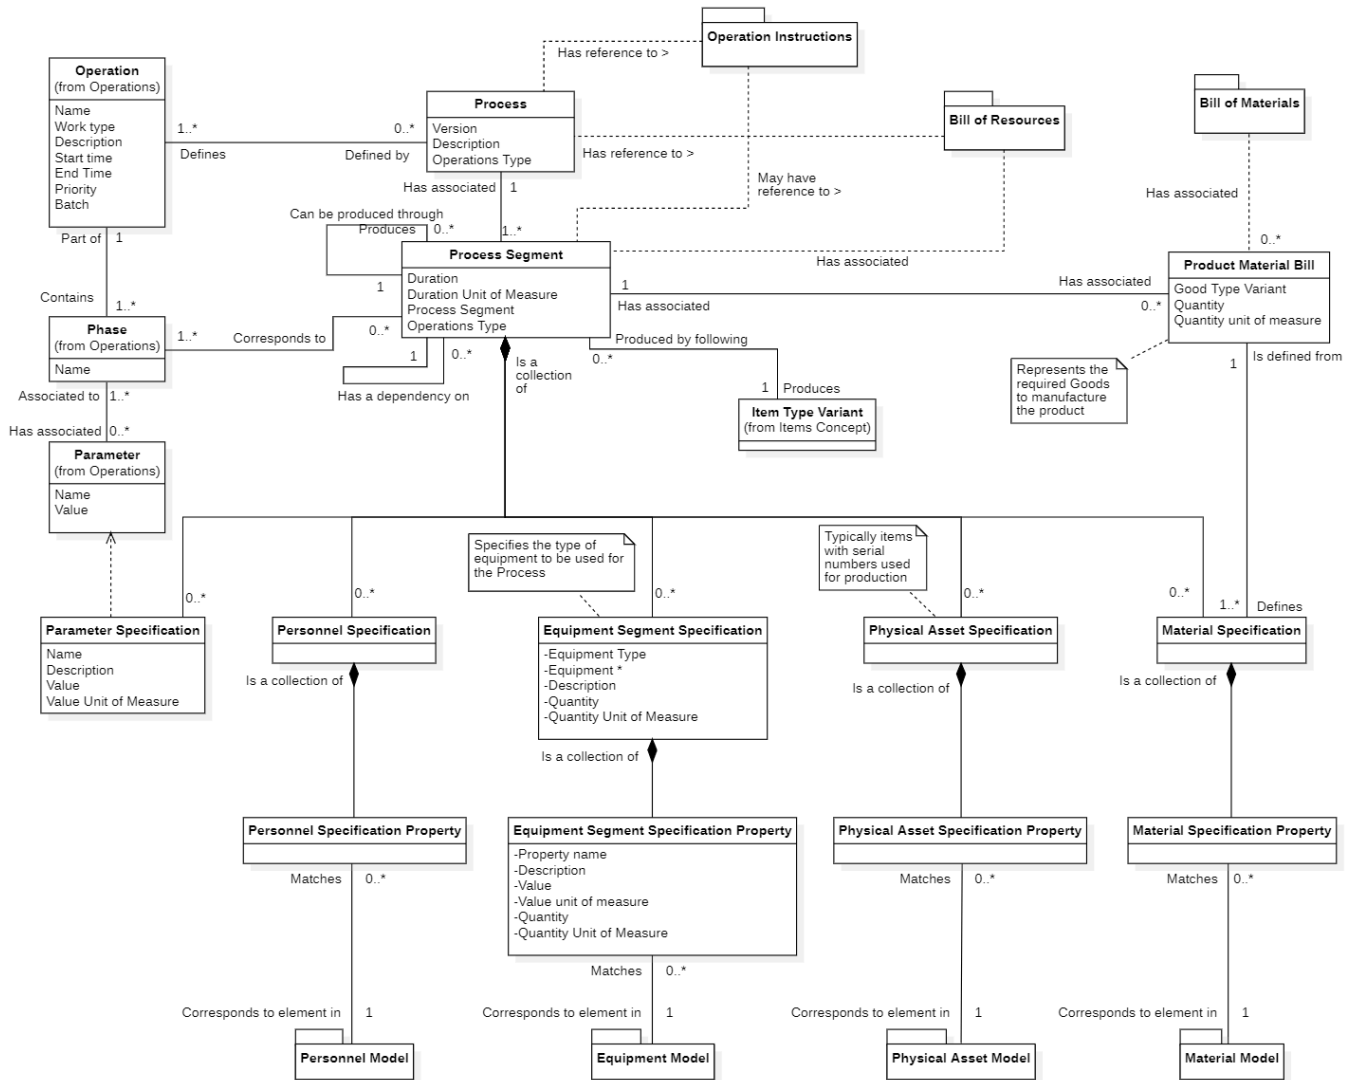 Operation Instructions
Has reference to >
Operation
(from Operations)
Name
Work type
Description
Start time
End Time
Priority
Batch
1..*
Defines
0..*
Defined by
Process
Version
Description
Operations Type
Has reference to >
Bill of Resources
Bill of Materials
May have
reference to >
Has associated
0..*
Has associated
1
1..*
Can be produced through
Produces
0..*
1
Part of
1
Contains
1..*
Process Segment
Duration
Duration Unit of Measure
Process Segment
Operations Type
Has associated
1
Has associated
Has associated
0..*
Product Material Bill
Good Type Variant
Quantity
Quantity unit of measure
Phase
(from Operations)
Name
1..*
Corresponds to
0..*
1
0..*
Has a dependency on
Is a
collection
of
Produced by following
0..*
1
Produces
Item Type Variant
(from Items Concept)
Represents the
required Goods
to manufacture
the product
Is defined from
1
Associated to
1..*
Has associated
0..*
Parameter
(from Operations)
Name
Value
Specifies the type of
equipment to be used for
the Process
Typically items
with serial
numbers used
for production
0..*
0..*
0..*
0..*
0..*
1..*
Defines
Parameter Specification
Name
Description
Value
Value Unit of Measure
Personnel Specification
Is a collection of
Equipment Segment Specification
-Equipment Type
-Equipment *
-Description
-Quantity
-Quantity Unit of Measure
Is a collection of
Physical Asset Specification
Is a collection of
Material Specification
Is a collection of
Personnel Specification Property
Matches
0..*
Equipment Segment Specification Property
-Property name
-Description
-Value
-Value unit of measure
-Quantity
-Quantity Unit of Measure
Matches
0..*
Physical Asset Specification Property
Matches
0..*
Material Specification Property
Matches
0..*
Corresponds to element in
1
Corresponds to element in
1
Corresponds to element in
1
Corresponds to element in
1
Personnel Model
Equipment Model
Physical Asset Model
Material Model